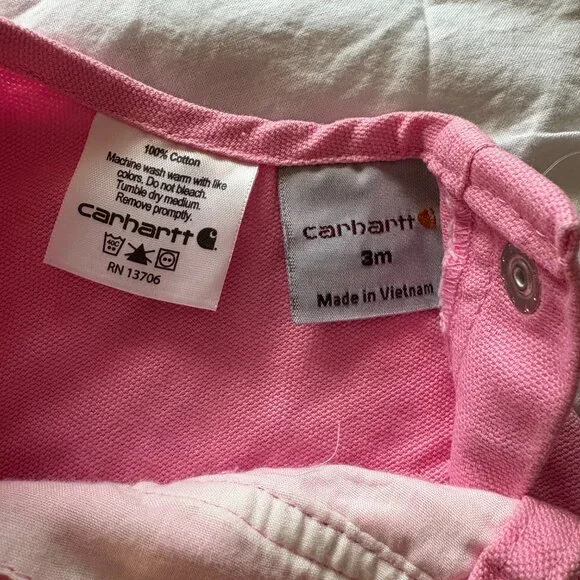 100% Cotton
Machine wash warm with like
colors. Do not bleach.
Tumble dry medium.
Remove promptly.
carhartt
40C
RN 13706
carhartt
3m
Made in Vietnam